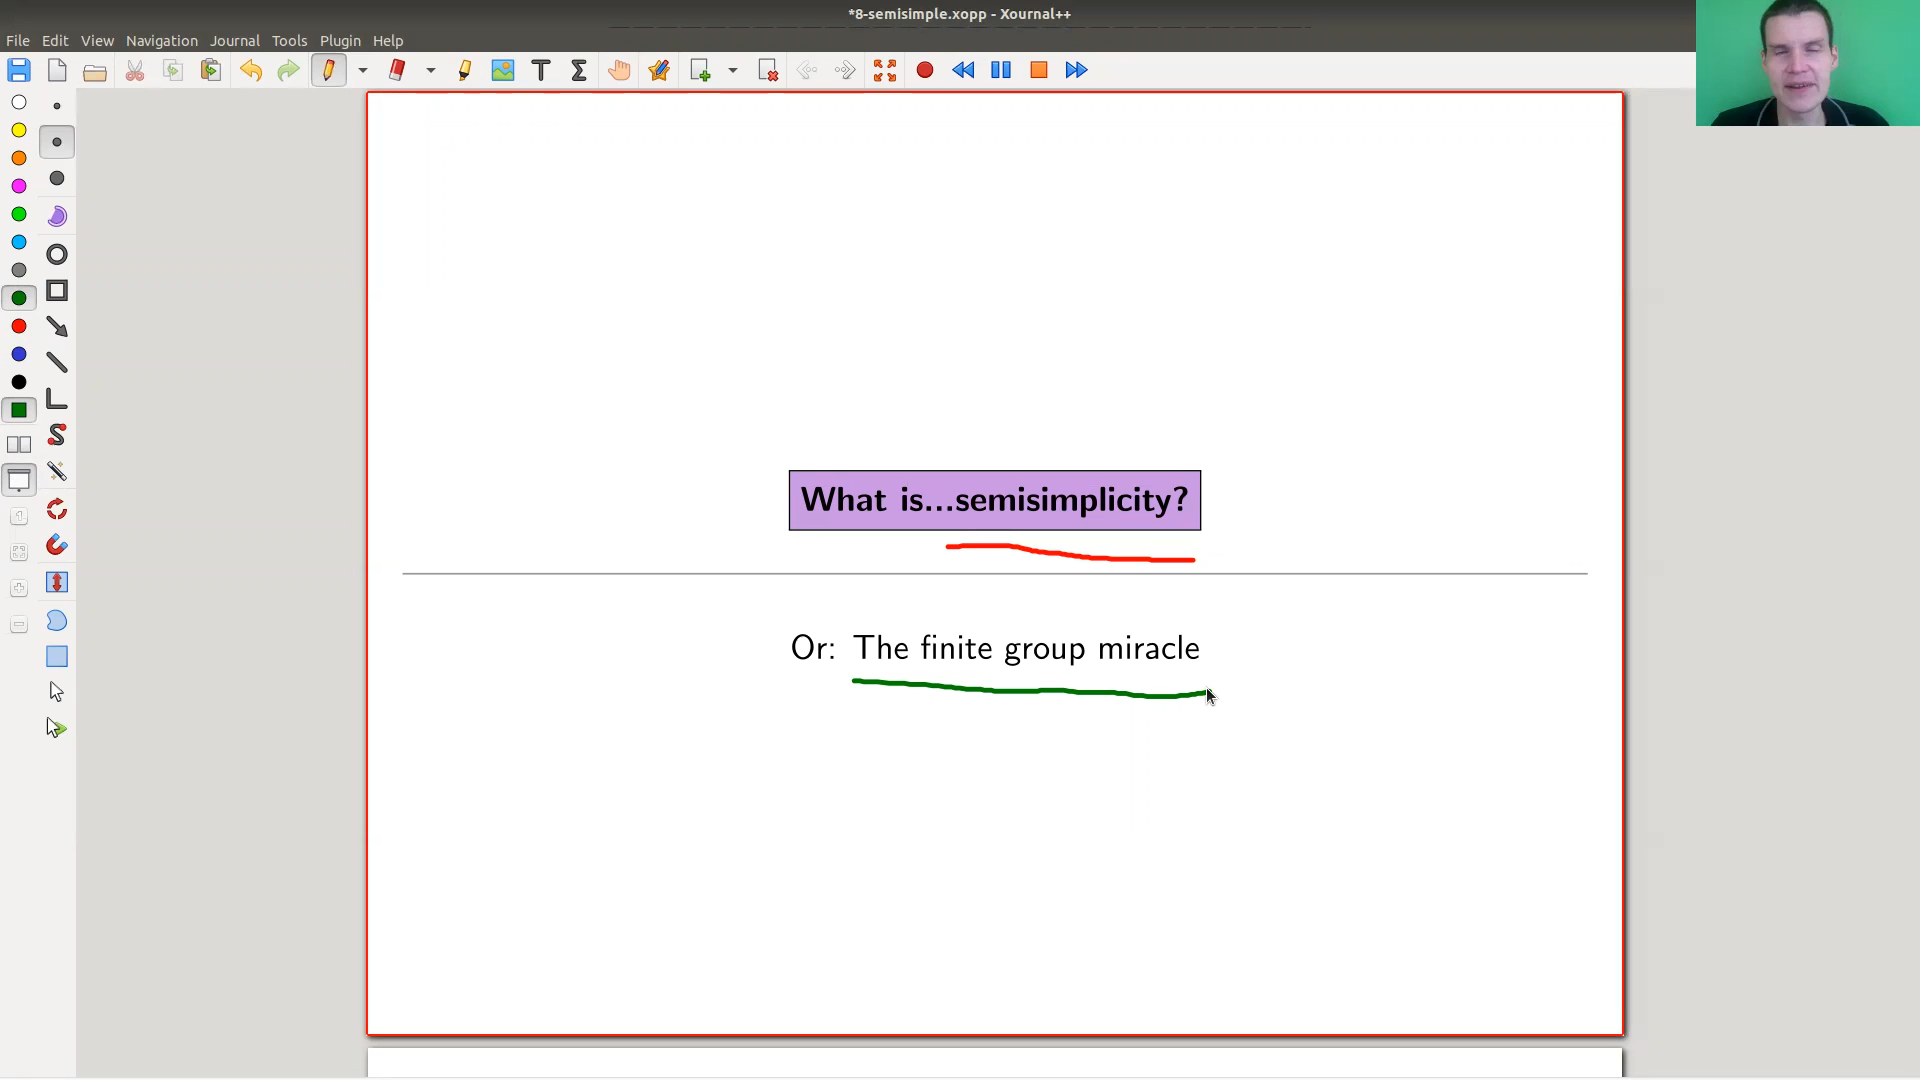 *8-semisimple.xopp - Xournal++
File Edit View Navigation Journal Tools Plugin Help
What is...semisimplicity?
Or: The finite group miracle